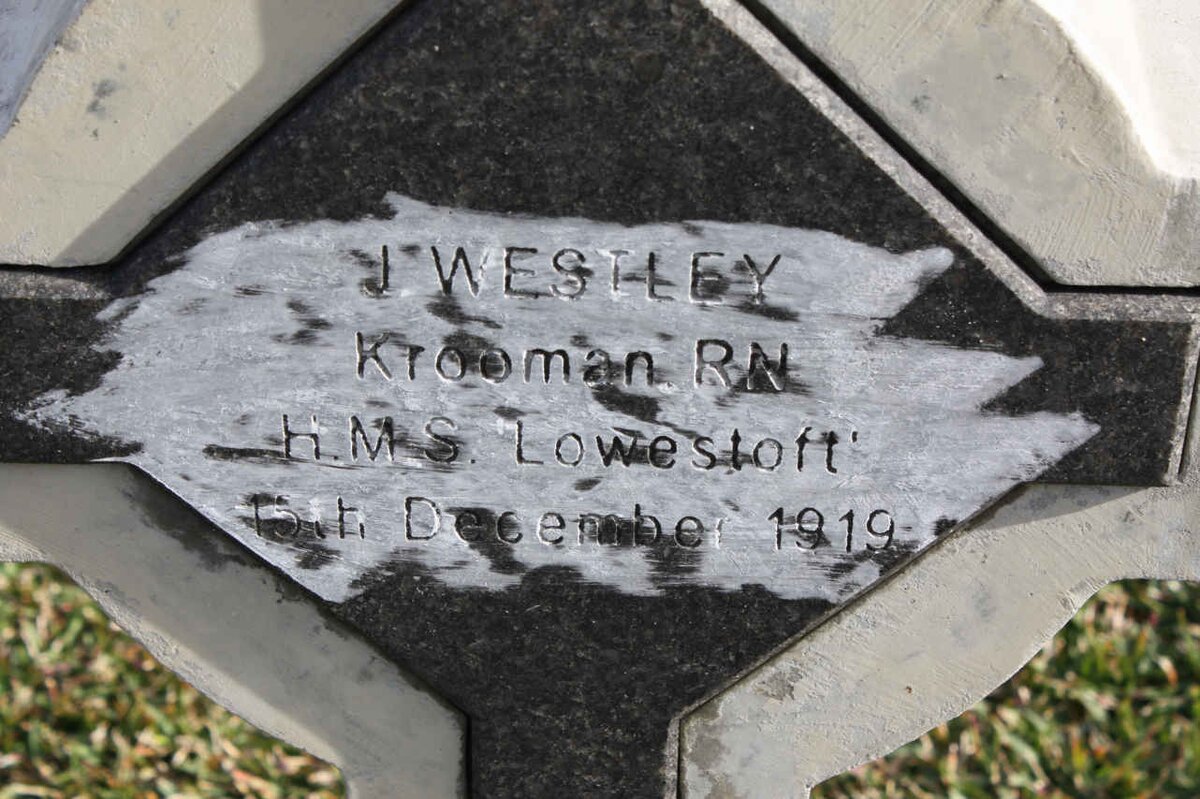 J WESTLEY
Krooman. RN
H.M.S. Lowestoft'
15th December 1919